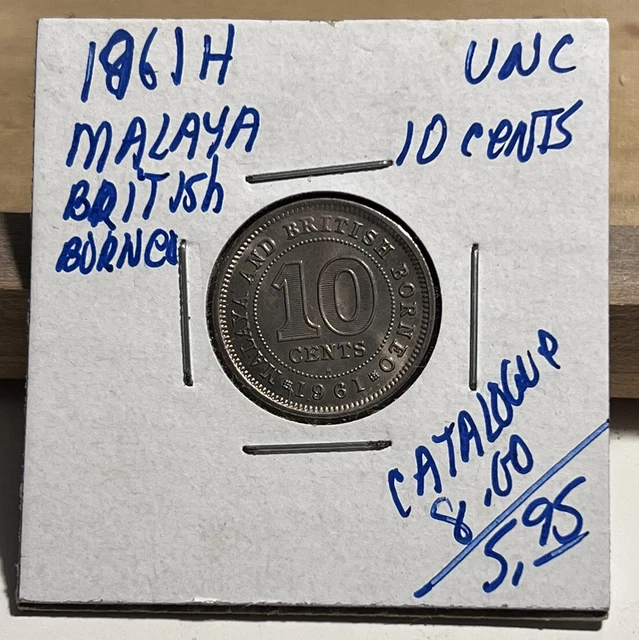 1961H
UNC
MALAYA
10 CENTS
BRITISh
BORNEO
MALAYA AND BRITISH BORNEO
10
CENTS
H
1961
CATALOGUE
8.00
5.95